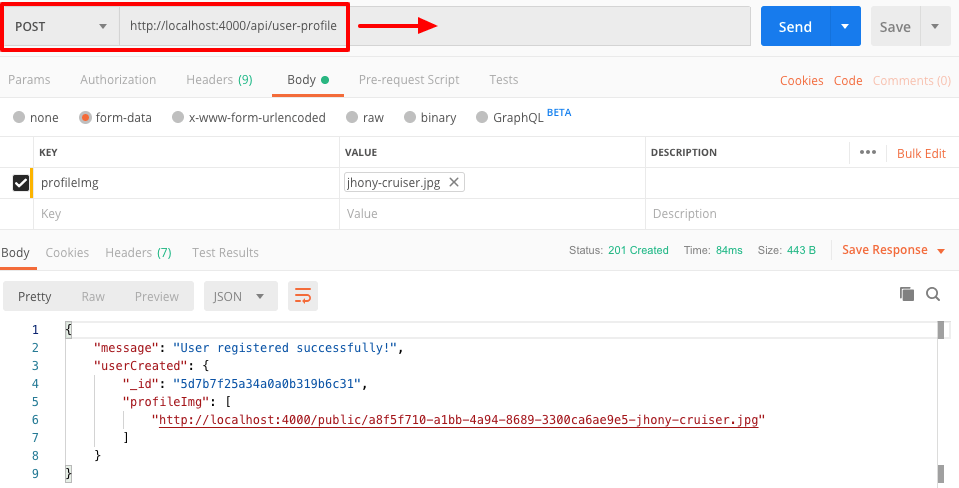 POST http://localhost:4000/api/user-profile Send Save
Params Authorization Headers (9) Body Pre-request Script Tests Cookies Code Comments (0)
none form-data x-www-form-urlencoded raw binary GraphQL BETA
KEY VALUE DESCRIPTION ••• Bulk Edit
profileImg jhony-cruiser.jpg
Key Value Description
Body Cookies Headers (7) Test Results Status: 201 Created Time: 84ms Size: 443 B Save Response
Pretty Raw Preview JSON
1 {
2 "message": "User registered successfully!",
3 "userCreated": {
4 "_id": "5d7b7f25a34a0a0b319b6c31",
5 "profileImg": [
6 "http://localhost:4000/public/a8f5f710-a1bb-4a94-8689-3300ca6ae9e5-jhony-cruiser.jpg"
7 ]
8 }
9 }